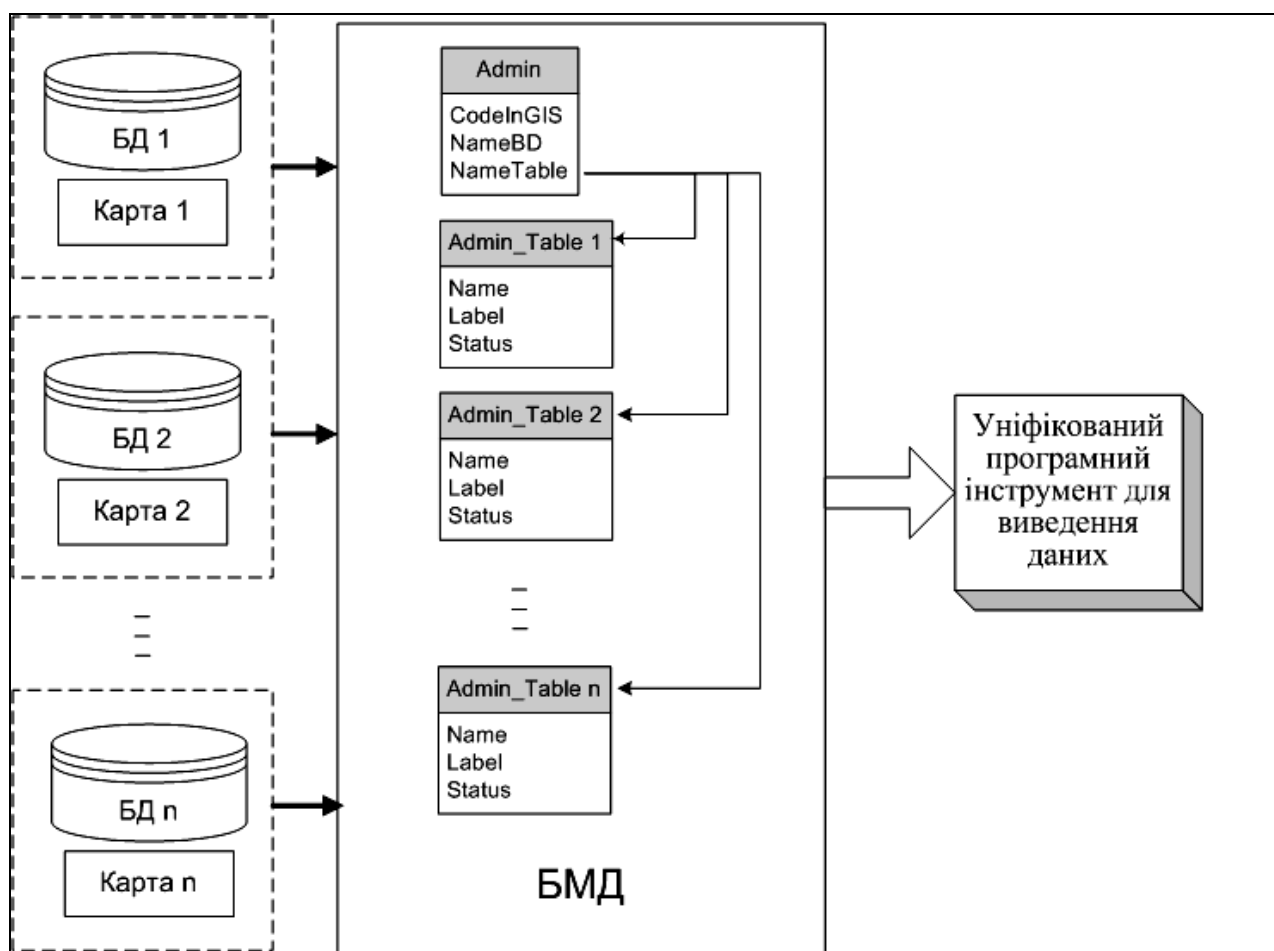 БД 1
Карта 1
БД 2
Карта 2
БД n
Карта n
Admin
CodeInGIS
NameBD
NameTable
Admin_Table 1
Name
Label
Status
Admin_Table 2
Name
Label
Status
Admin_Table n
Name
Label
Status
БМД
Уніфікований
програмний
інструмент для
виведення
даних